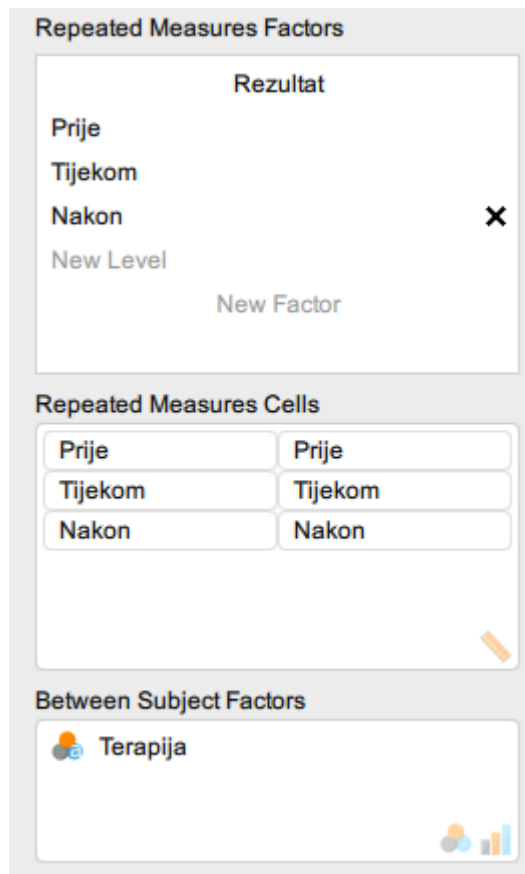 Repeated Measures Factors
Rezultat
Prije
Tijekom
Nakon
New Level
New Factor
Repeated Measures Cells
Prije Prije
Tijekom Tijekom
Nakon Nakon
Between Subject Factors
Terapija